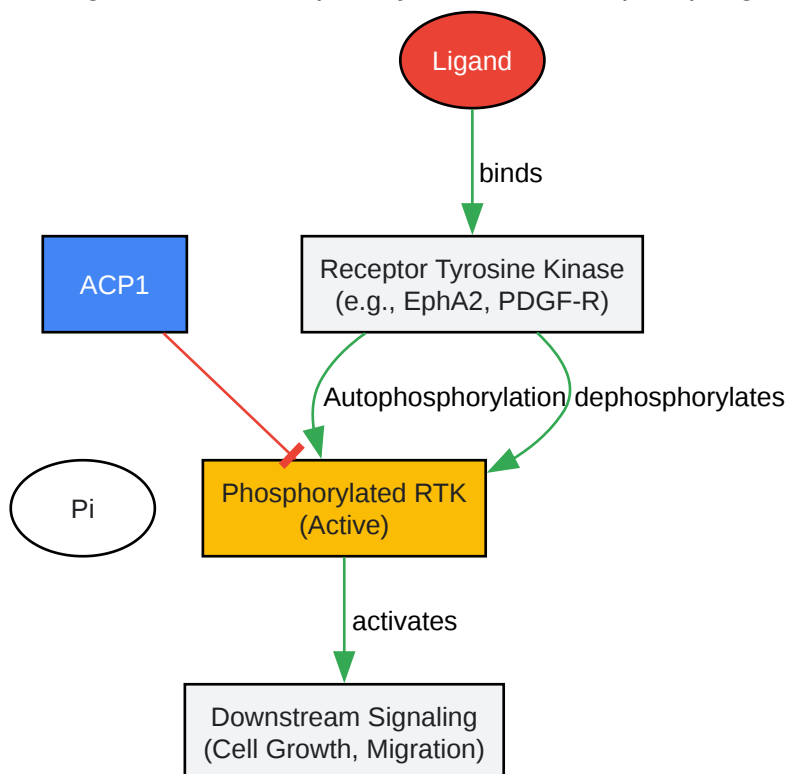 Ligand
binds
ACP1
Receptor Tyrosine Kinase
(e.g., EphA2, PDGF-R)
Autophosphorylation
dephosphorylates
Pi
Phosphorylated RTK
(Active)
activates
Downstream Signaling
(Cell Growth, Migration)